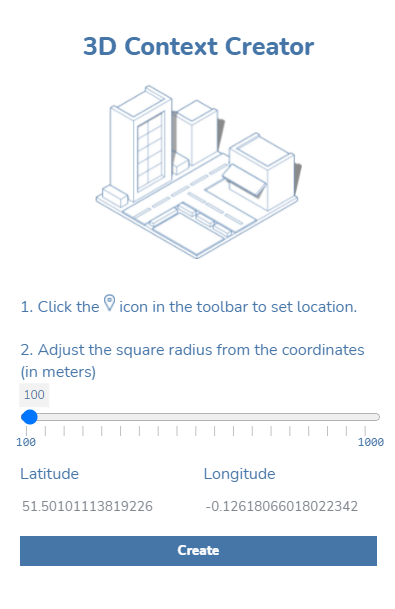 3D Context Creator
1. Click the icon in the toolbar to set location.
2. Adjust the square radius from the coordinates
(in meters)
100
100 1000
Latitude Longitude
51.50101113819226 -0.12618066018022342
Create